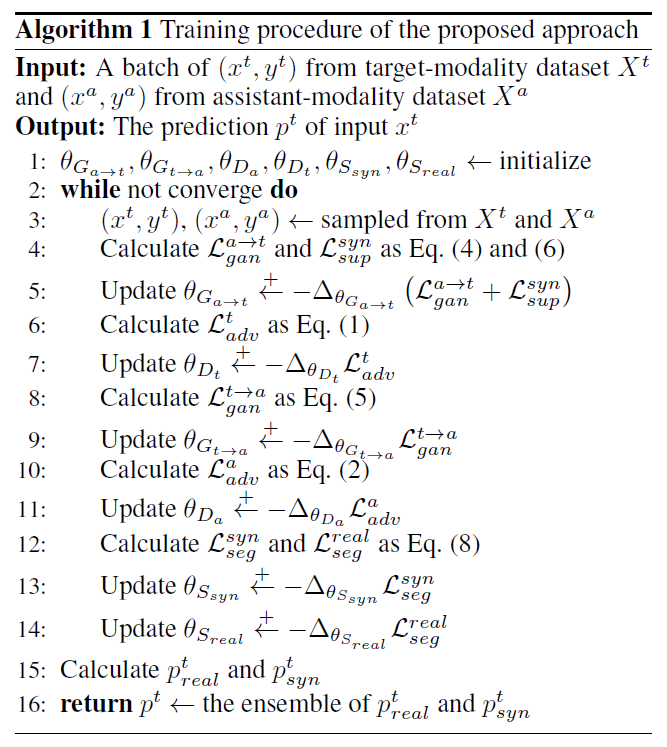 Algorithm 1 Training procedure of the proposed approach
Input: A batch of $(x^t, y^t)$ from target-modality dataset $X^t$
and $(x^a, y^a)$ from assistant-modality dataset $X^a$
Output: The prediction $p^t$ of input $x^t$
1: $\theta_{G_{a\to t}}, \theta_{G_{t\to a}}, \theta_{D_a}, \theta_{D_t}, \theta_{S_{syn}}, \theta_{S_{real}} \leftarrow$ initialize
2: while not converge do
3: $(x^t, y^t), (x^a, y^a) \leftarrow$ sampled from $X^t$ and $X^a$
4: Calculate $\mathcal{L}_{gan}^{a\to t}$ and $\mathcal{L}_{sup}^{syn}$ as Eq. (4) and (6)
5: Update $\theta_{G_{a\to t}} \overset{+}{\leftarrow} -\Delta_{\theta_{G_{a\to t}}} \left(\mathcal{L}_{gan}^{a\to t} + \mathcal{L}_{sup}^{syn}\right)$
6: Calculate $\mathcal{L}_{adv}^{t}$ as Eq. (1)
7: Update $\theta_{D_t} \overset{+}{\leftarrow} -\Delta_{\theta_{D_t}} \mathcal{L}_{adv}^{t}$
8: Calculate $\mathcal{L}_{gan}^{t\to a}$ as Eq. (5)
9: Update $\theta_{G_{t\to a}} \overset{+}{\leftarrow} -\Delta_{\theta_{G_{t\to a}}} \mathcal{L}_{gan}^{t\to a}$
10: Calculate $\mathcal{L}_{adv}^{a}$ as Eq. (2)
11: Update $\theta_{D_a} \overset{+}{\leftarrow} -\Delta_{\theta_{D_a}} \mathcal{L}_{adv}^{a}$
12: Calculate $\mathcal{L}_{seg}^{syn}$ and $\mathcal{L}_{seg}^{real}$ as Eq. (8)
13: Update $\theta_{S_{syn}} \overset{+}{\leftarrow} -\Delta_{\theta_{S_{syn}}} \mathcal{L}_{seg}^{syn}$
14: Update $\theta_{S_{real}} \overset{+}{\leftarrow} -\Delta_{\theta_{S_{real}}} \mathcal{L}_{seg}^{real}$
15: Calculate $p_{real}^t$ and $p_{syn}^t$
16: return $p^t \leftarrow$ the ensemble of $p_{real}^t$ and $p_{syn}^t$